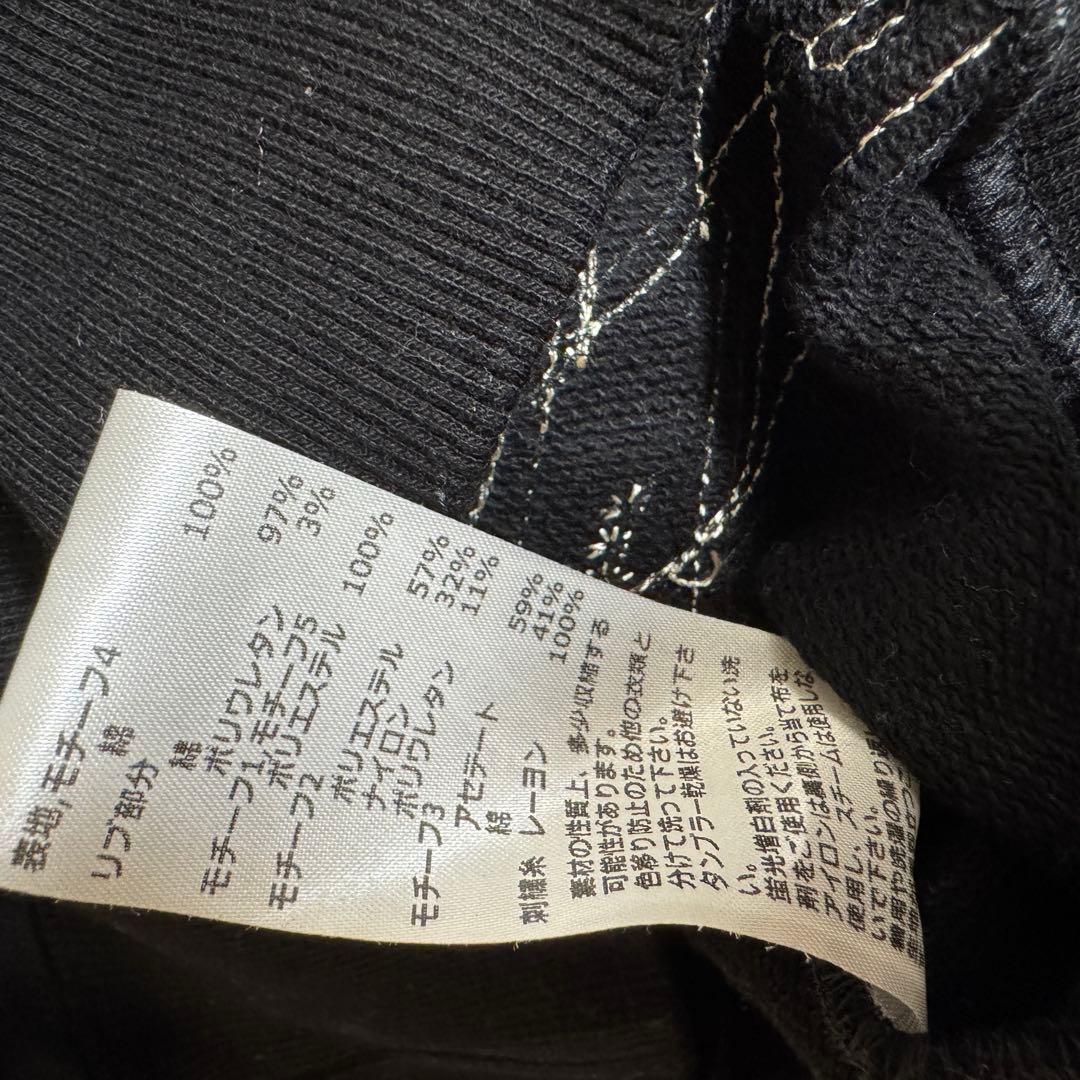 表地,モチーフ4
綿 100%
リブ部分
綿 97%
ポリウレタン 3%
モチーフ1,モチーフ5
ポリエステル 100%
モチーフ2
ポリエステル 57%
ナイロン 32%
ポリウレタン 11%
モチーフ3
アセテート 59%
綿 41%
刺繍糸 レーヨン 100%
素材の性質上、多少収縮する
可能性があります。
色移り防止のため他の衣類と
分けて洗って下さい。
タンブラー乾燥はお避け下さ
い。
蛍光増白剤の入っていない洗
剤をご使用ください。
アイロンは裏側から当て布を
使用し、スチームは使用しな
いで下さい。
着用や洗濯の繰り